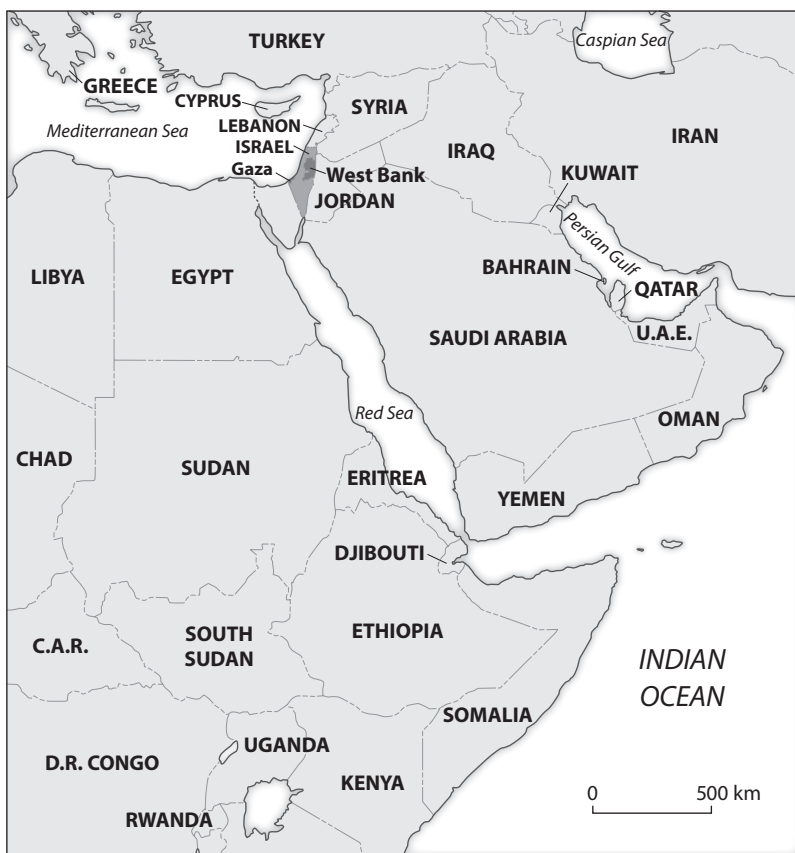 TURKEY
Caspian Sea
GREECE
CYPRUS
SYRIA
Mediterranean Sea
LEBANON
ISRAEL
IRAN
IRAQ
Gaza
West Bank
KUWAIT
JORDAN
Persian Gulf
LIBYA
EGYPT
BAHRAIN
QATAR
SAUDI ARABIA
U.A.E.
Red Sea
OMAN
CHAD
SUDAN
ERITREA
YEMEN
DJIBOUTI
C.A.R.
SOUTH
SUDAN
ETHIOPIA
INDIAN
OCEAN
SOMALIA
UGANDA
D.R. CONGO
KENYA
0 500 km
RWANDA